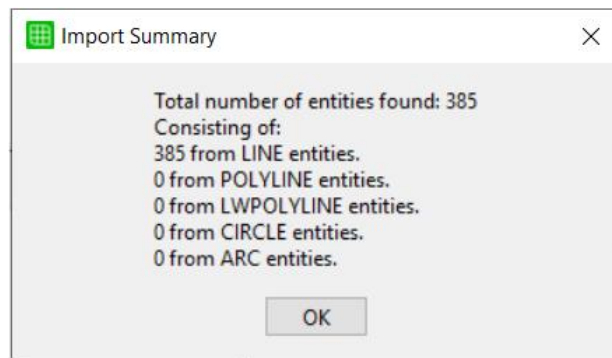 Import Summary
Total number of entities found: 385
Consisting of:
385 from LINE entities.
0 from POLYLINE entities.
0 from LWPOLYLINE entities.
0 from CIRCLE entities.
0 from ARC entities.
OK